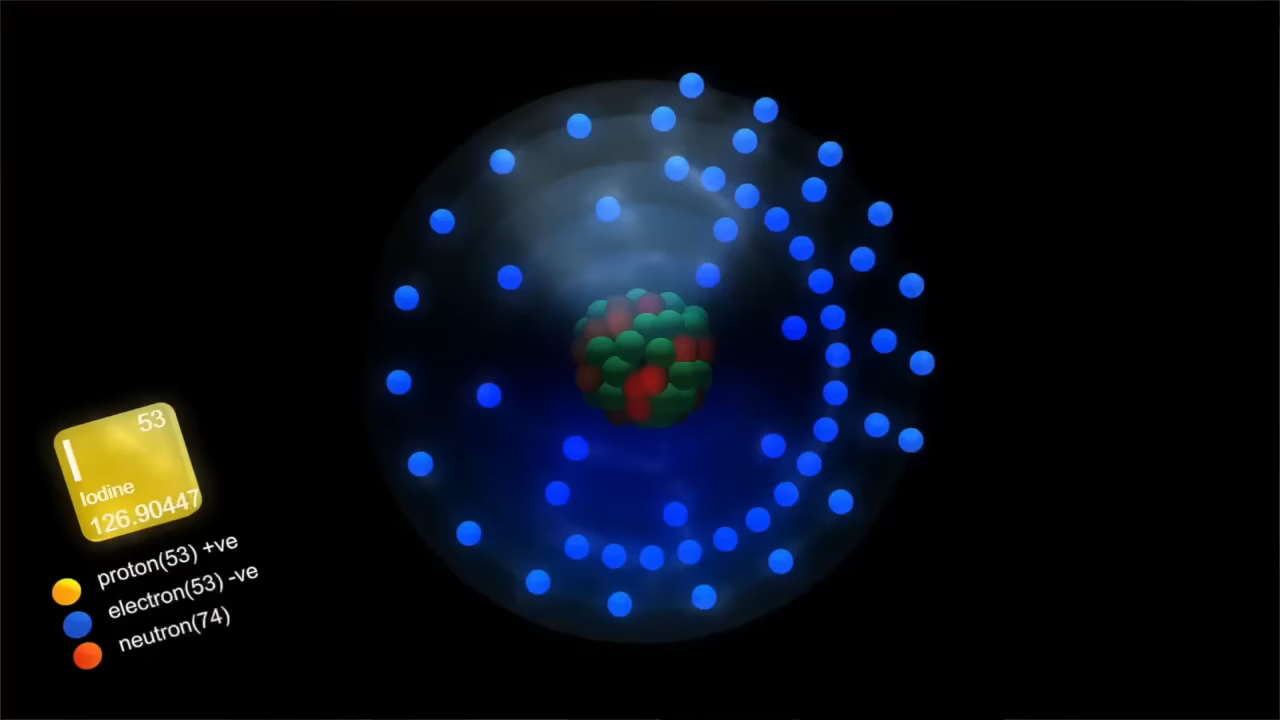 53
I
Iodine
126.90447
proton(53) +ve
electron(53) -ve
neutron(74)